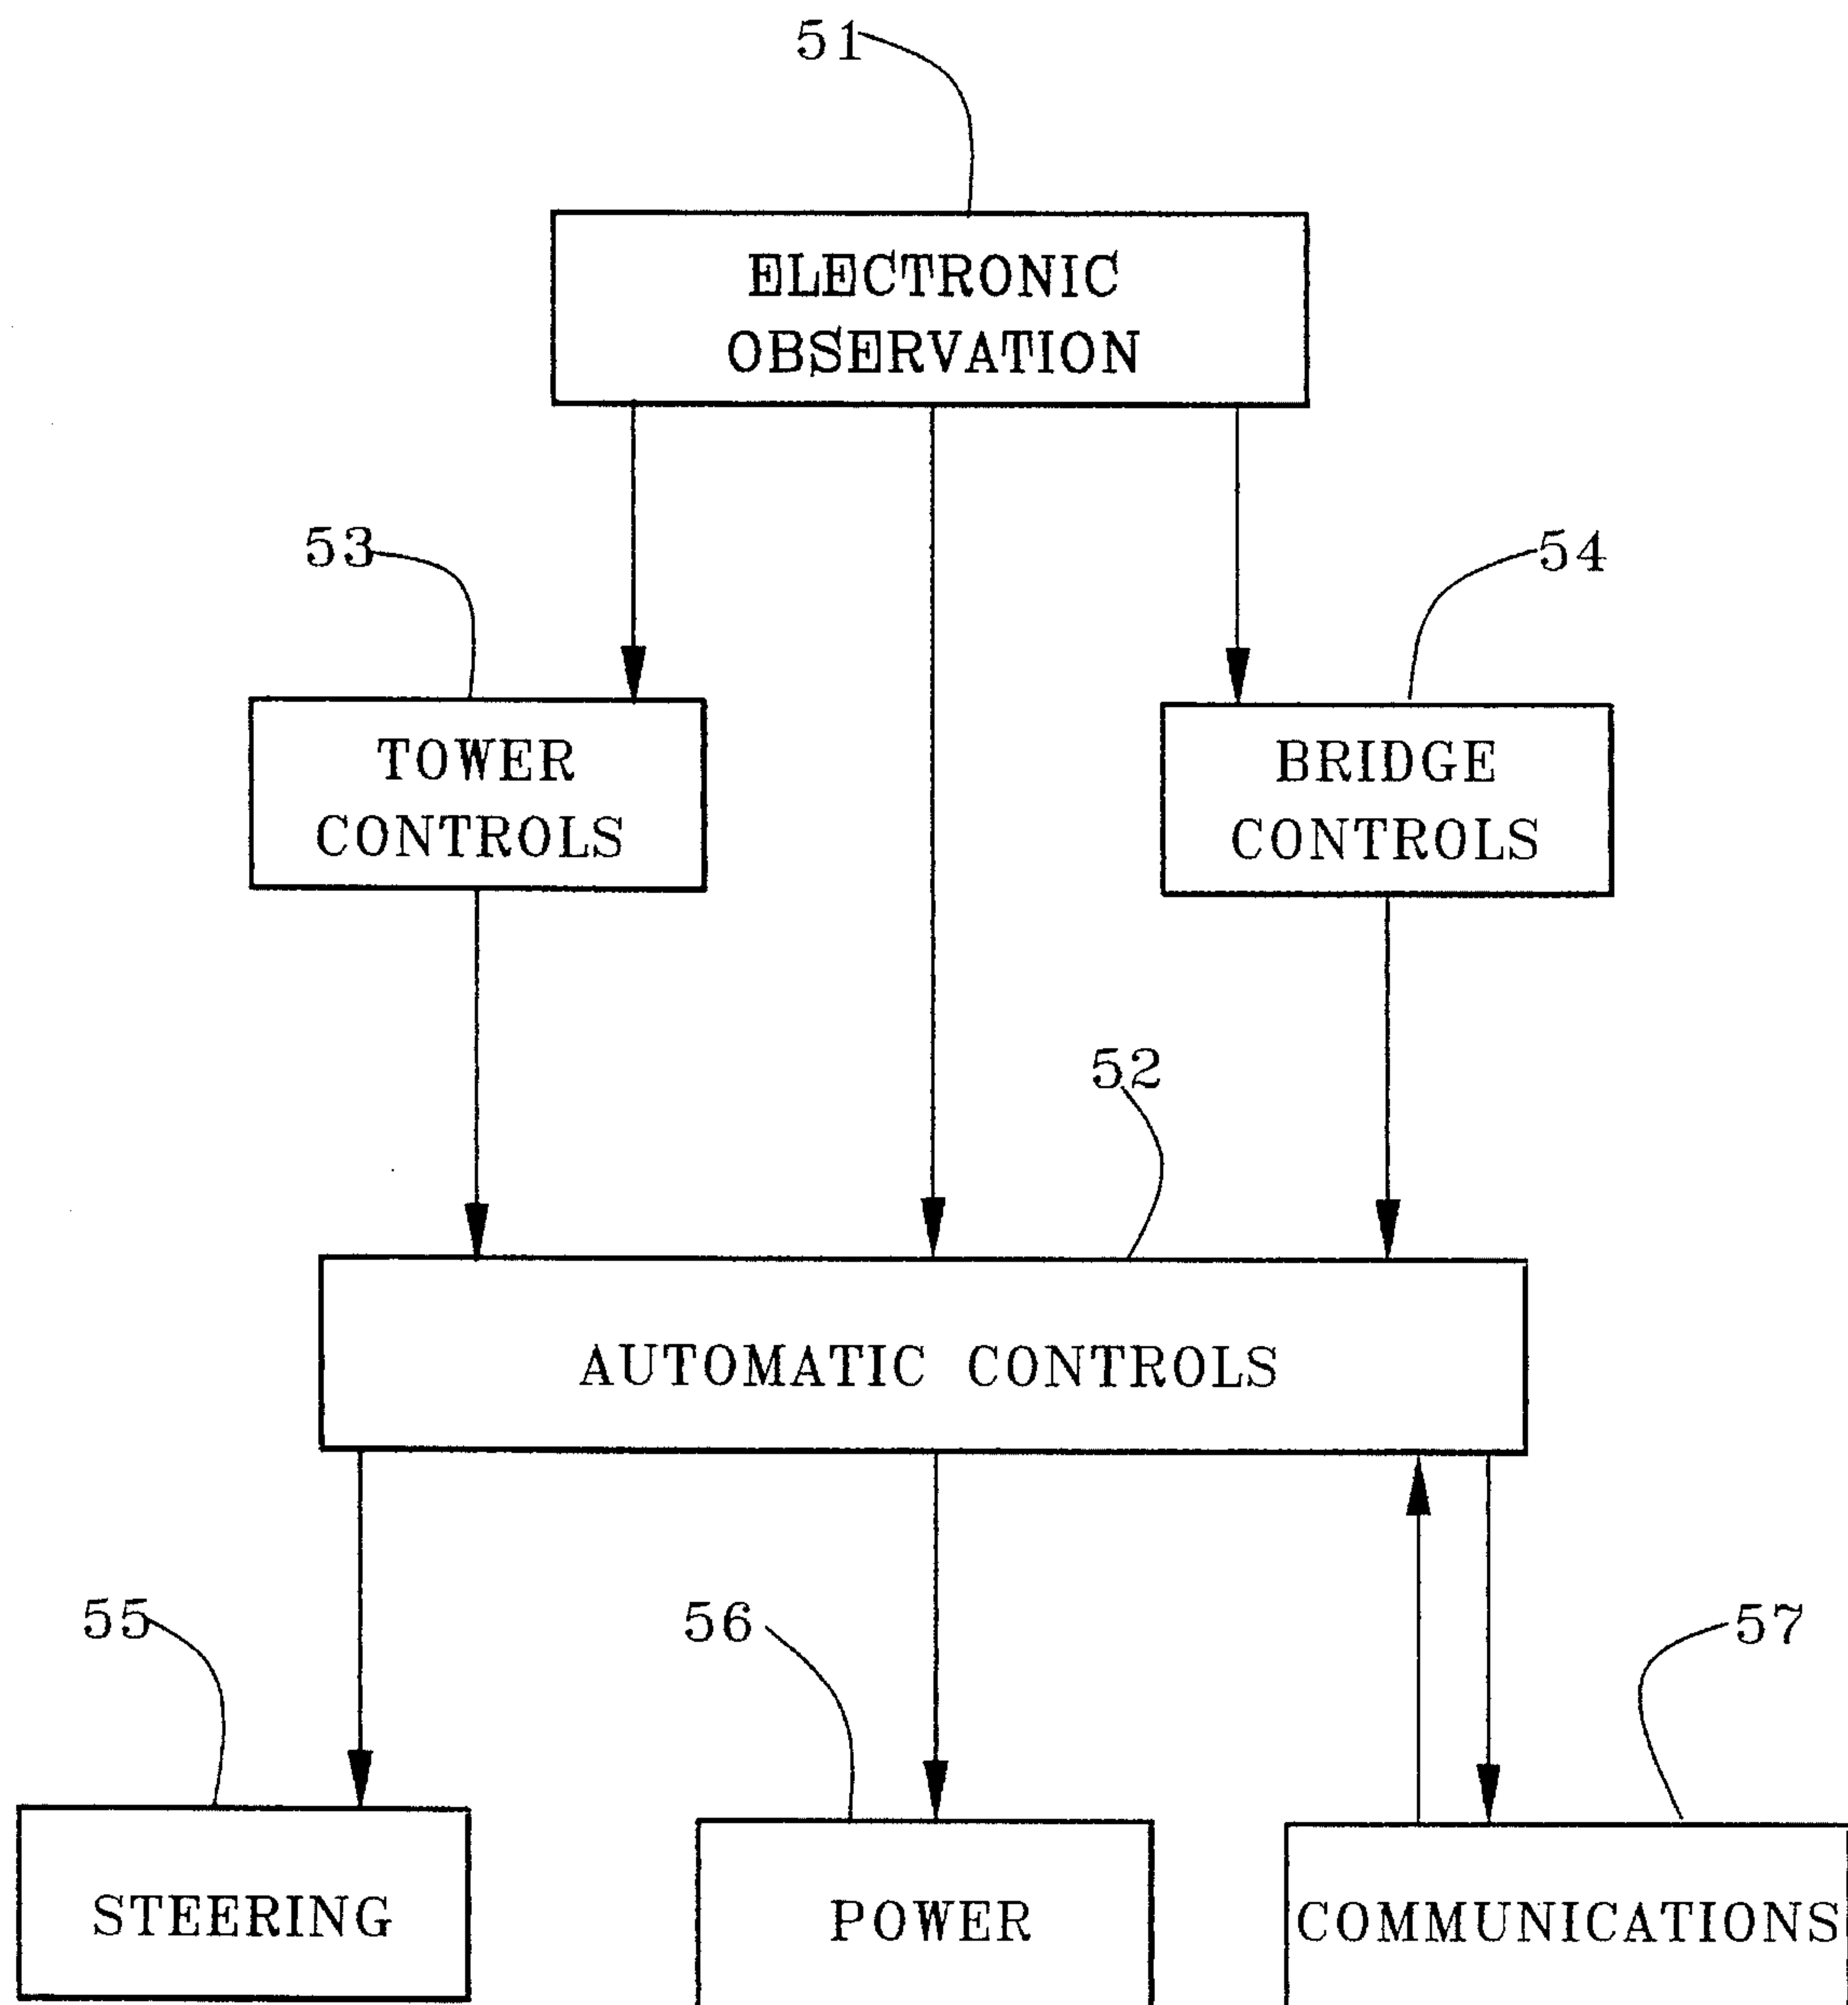 51
ELECTRONIC
OBSERVATION
53
54
TOWER
CONTROLS
BRIDGE
CONTROLS
52
AUTOMATIC CONTROLS
55
56
57
STEERING
POWER
COMMUNICATIONS